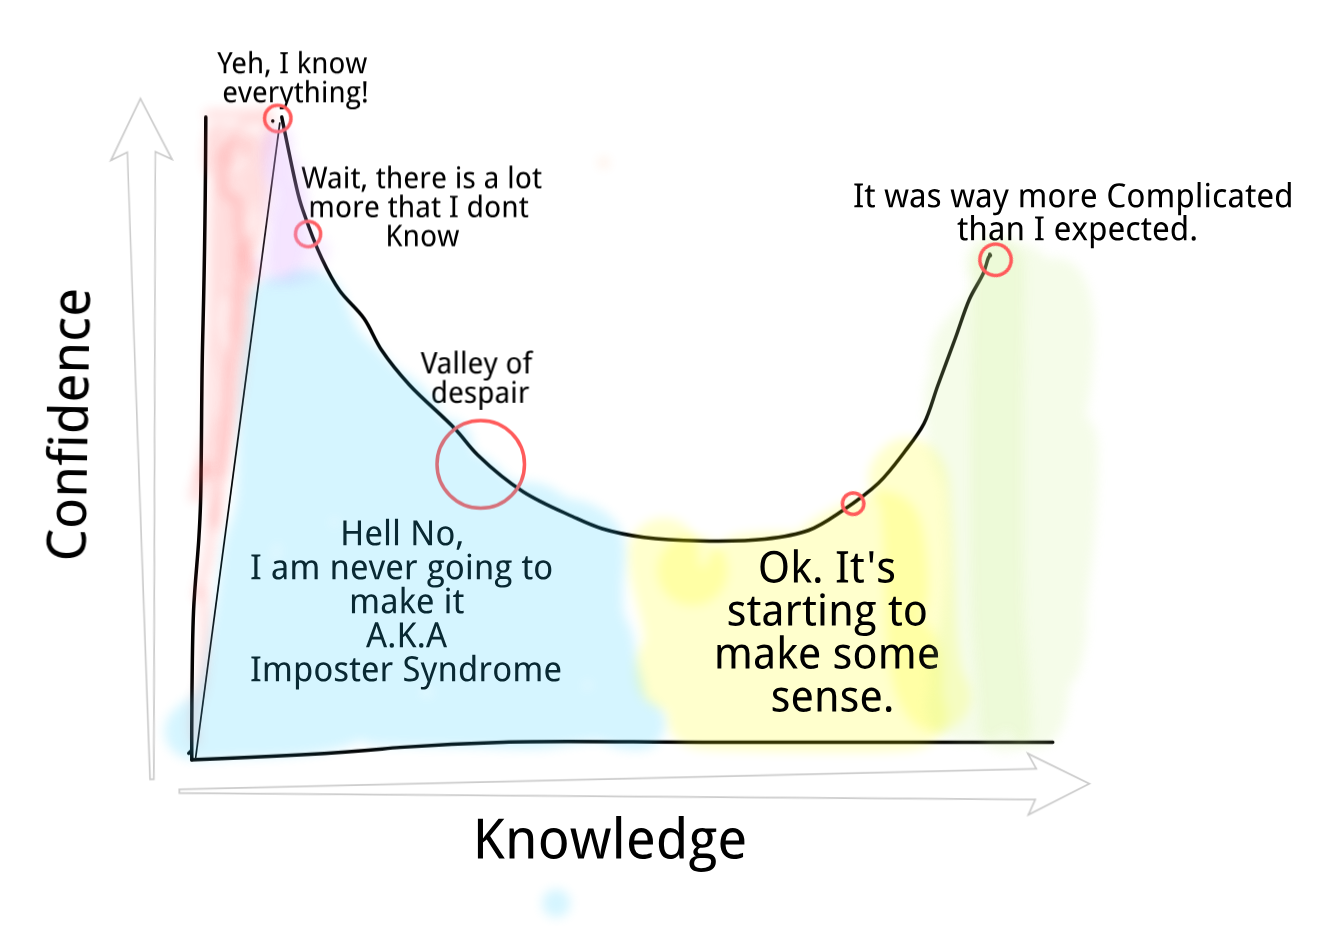 Yeh, I know
everything!
Wait, there is a lot
more that I dont
Know
It was way more Complicated
than I expected.
Valley of
despair
Confidence
Hell No,
I am never going to
make it
A.K.A
Imposter Syndrome
Ok. It's
starting to
make some
sense.
Knowledge